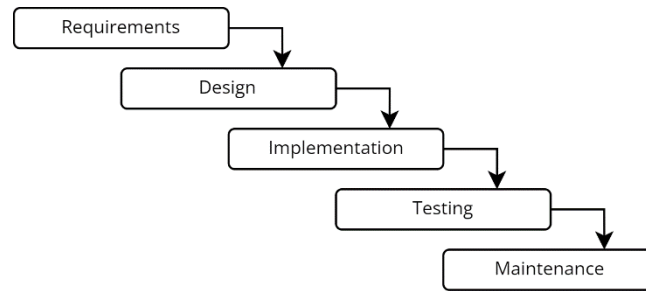 Requirements
Design
Implementation
Testing
Maintenance